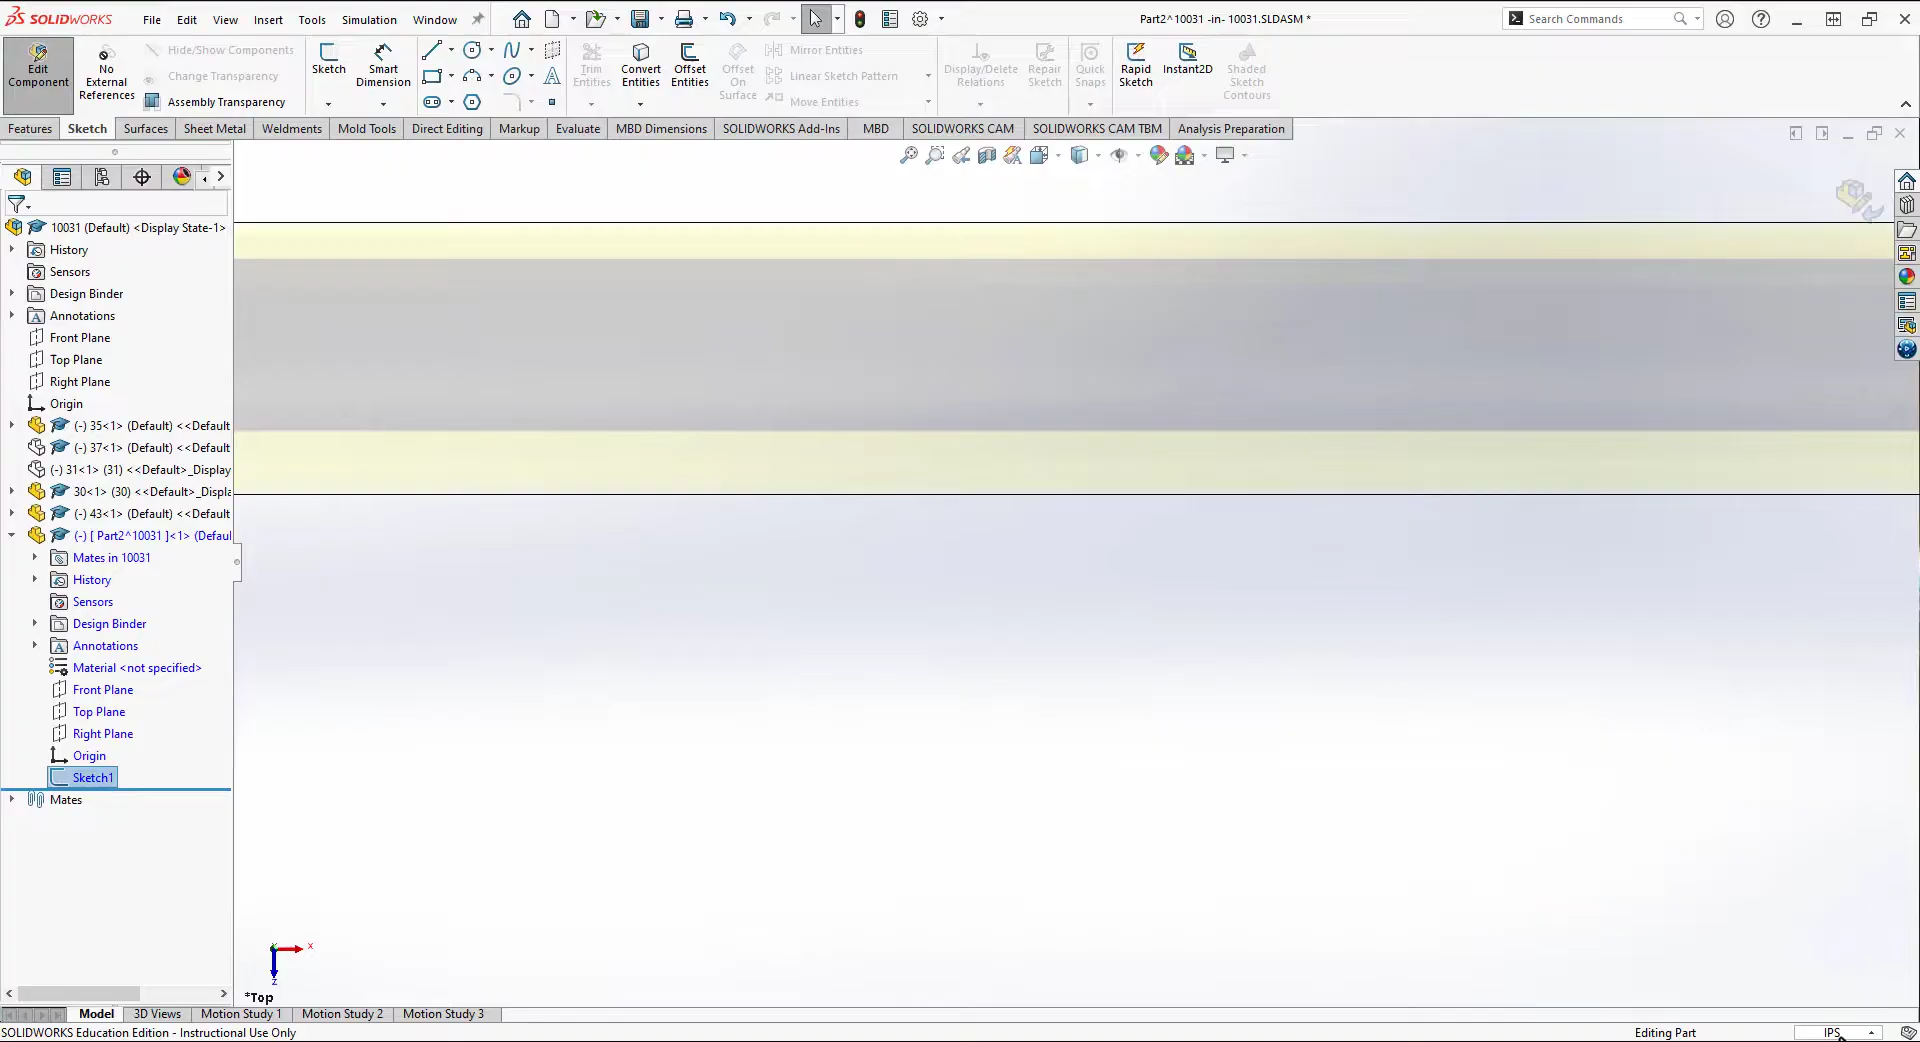 SOLIDWORKS File Edit View Insert Tools Simulation Window Part2^10031 -in- 10031.SLDASM * Search Commands
Edit Component
No External References
Hide/Show Components
Change Transparency
Assembly Transparency
Sketch
Smart Dimension
Trim Entities
Convert Entities
Offset Entities
Offset On Surface
Mirror Entities
Linear Sketch Pattern
Move Entities
Display/Delete Relations
Repair Sketch
Quick Snaps
Rapid Sketch
Instant2D
Shaded Sketch Contours
Features Sketch Surfaces Sheet Metal Weldments Mold Tools Direct Editing Markup Evaluate MBD Dimensions SOLIDWORKS Add-Ins MBD SOLIDWORKS CAM SOLIDWORKS CAM TBM Analysis Preparation
10031 (Default) <Display State-1>
History
Sensors
Design Binder
Annotations
Front Plane
Top Plane
Right Plane
Origin
(-) 35<1> (Default) <<Default
(-) 37<1> (Default) <<Default
(-) 31<1> (31) <<Default>_Display
30<1> (30) <<Default>_Displa
(-) 43<1> (Default) <<Default
(-) [ Part2^10031 ]<1> (Defaul
Mates in 10031
History
Sensors
Design Binder
Annotations
Material <not specified>
Front Plane
Top Plane
Right Plane
Origin
Sketch1
Mates
x
z
*Top
Model 3D Views Motion Study 1 Motion Study 2 Motion Study 3
SOLIDWORKS Education Edition - Instructional Use Only Editing Part IPS